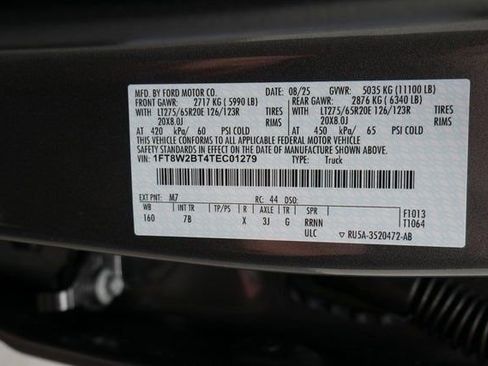 MFD. BY FORD MOTOR CO. 08/25 GVWR: 5035 KG (11100 LB)
FRONT GAWR: 2717 KG (5990 LB) REAR GAWR: 2876 KG (6340 LB)
WITH LT275/65R20E 126/123R TIRES WITH LT275/65R20E 126/123R TIRES
20X8.0J RIMS 20X8.0J RIMS
AT 420 kPa/ 60 PSI COLD AT 450 kPa/ 65 PSI COLD
THIS VEHICLE CONFORMS TO ALL APPLICABLE FEDERAL MOTOR VEHICLE
SAFETY STANDARDS IN EFFECT ON THE DATE OF MANUFACTURE SHOWN ABOVE.
VIN: 1FT8W2BT4TEC01279 TYPE: Truck
EXT PNT: M7 RC: 44 DSO:
WB INT TR TP/PS R AXLE TR SPR F1013
160 7B X 3J G RRNN T1064
ULC ▽ RU5A-3520472-AB